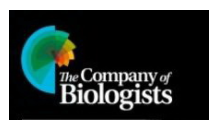 The Company of
Biologists